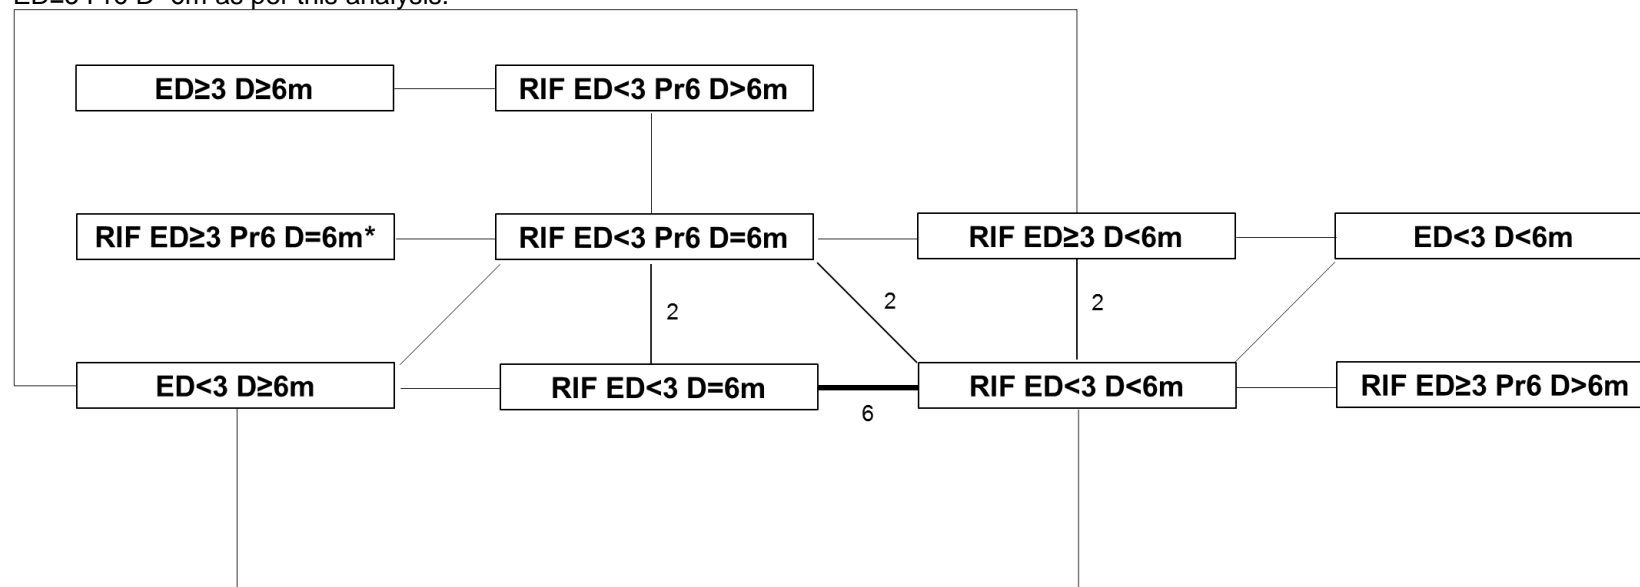 ED≥3 D≥6m
RIF ED<3 Pr6 D>6m
RIF ED≥3 Pr6 D=6m*
RIF ED<3 Pr6 D=6m
RIF ED≥3 D<6m
ED<3 D<6m
2
2
2
ED<3 D≥6m
RIF ED<3 D=6m
6
RIF ED<3 D<6m
RIF ED≥3 Pr6 D>6m